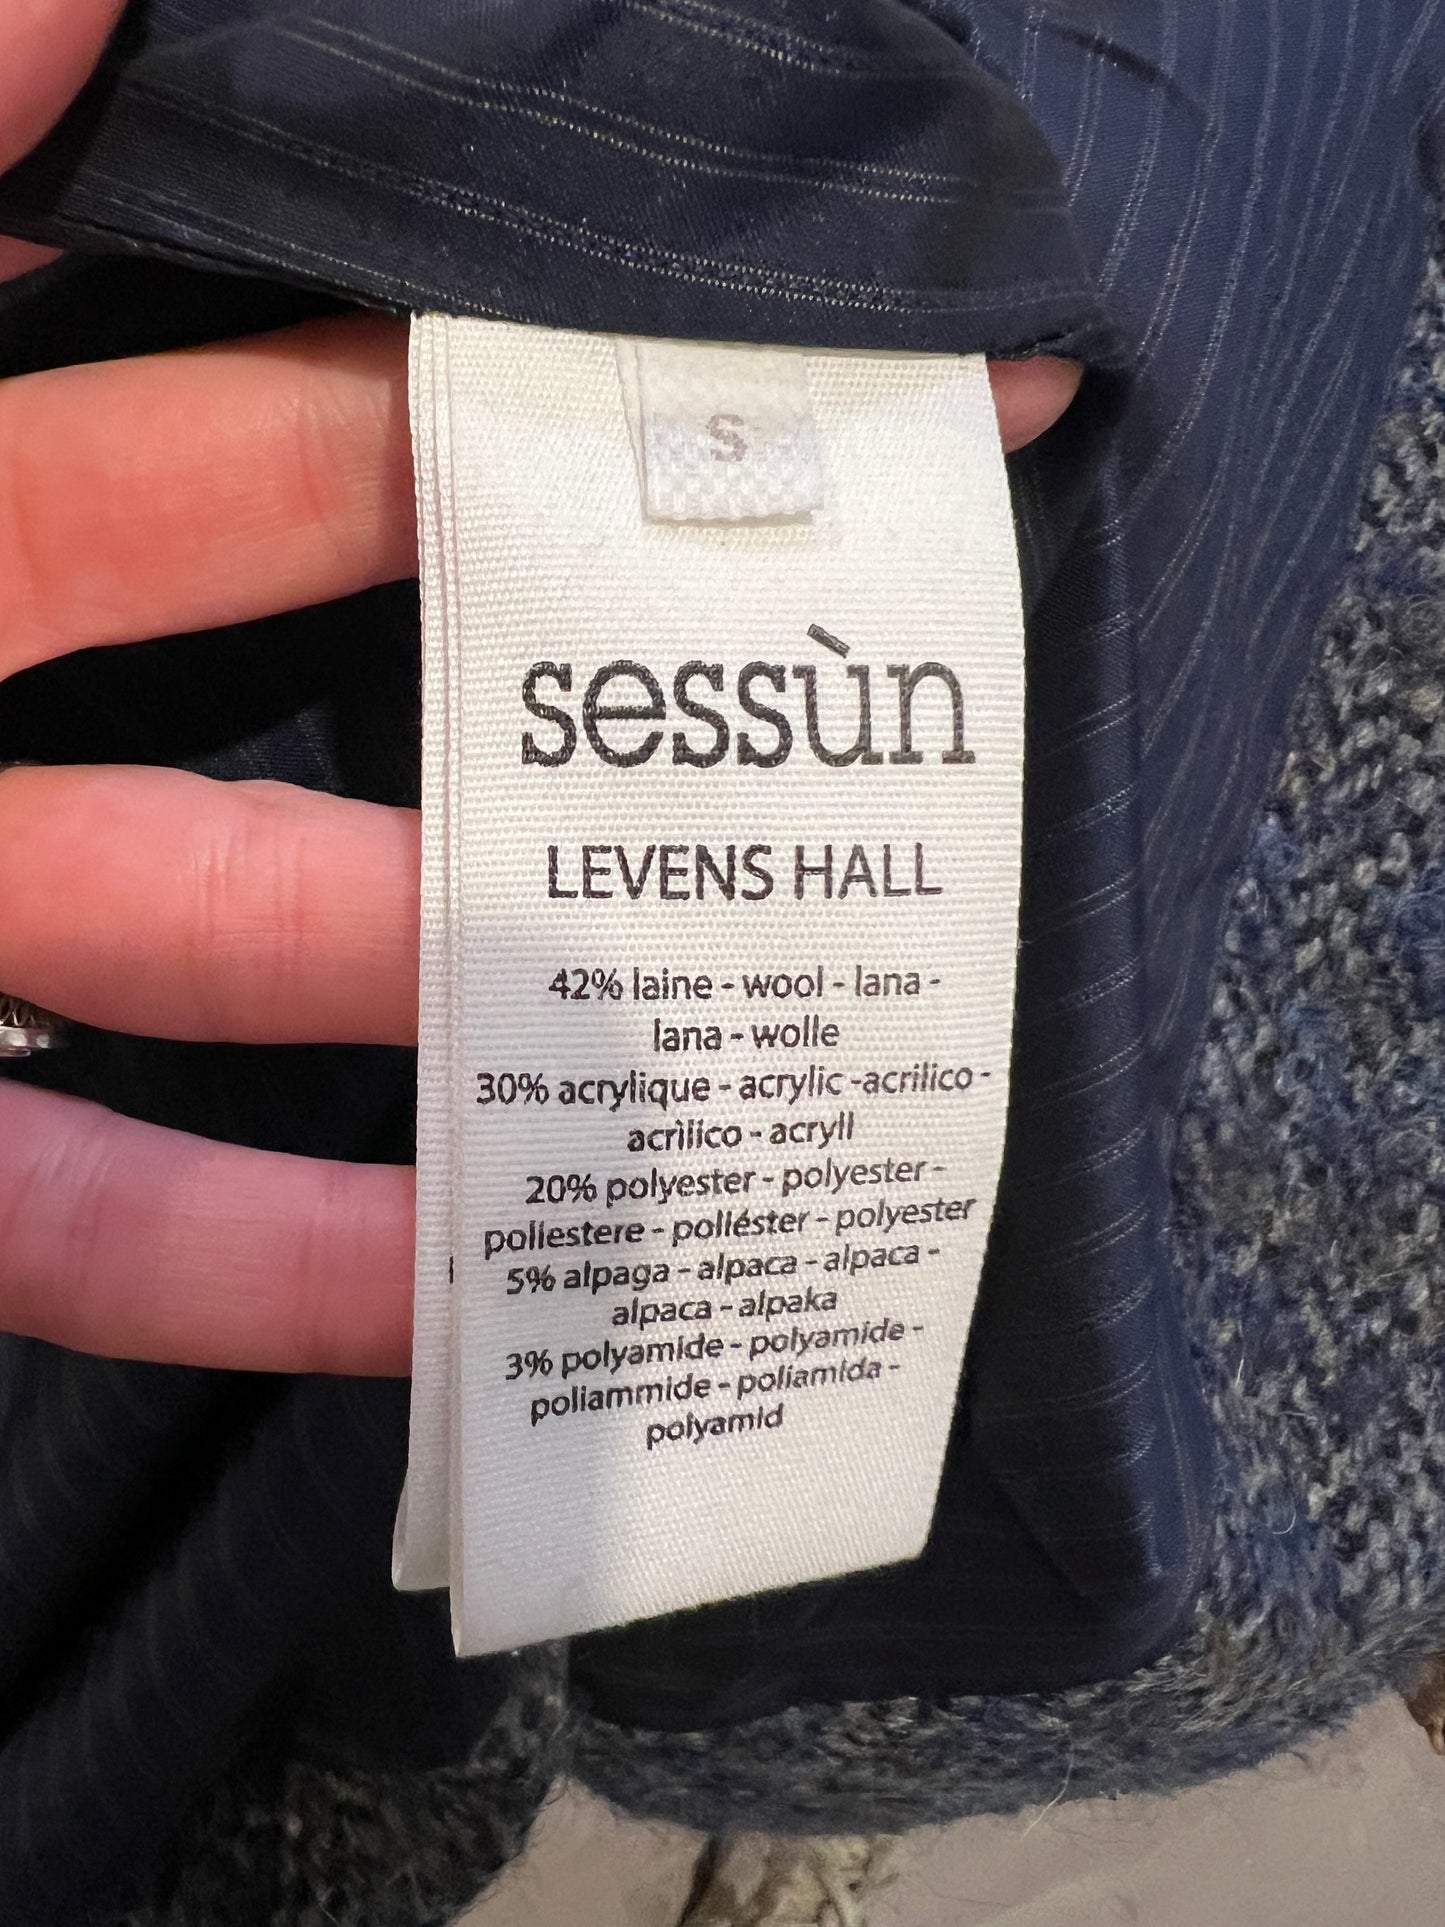 S
sessùn
LEVENS HALL
42% laine - wool - lana -
lana - wolle
30% acrylique - acrylic -acrilico -
acrìlico - acryll
20% polyester - polyester -
poliestere - poliéster - polyester
5% alpaga - alpaca - alpaca -
alpaca - alpaka
3% polyamide - polyamide -
poliammide - poliamida -
polyamid